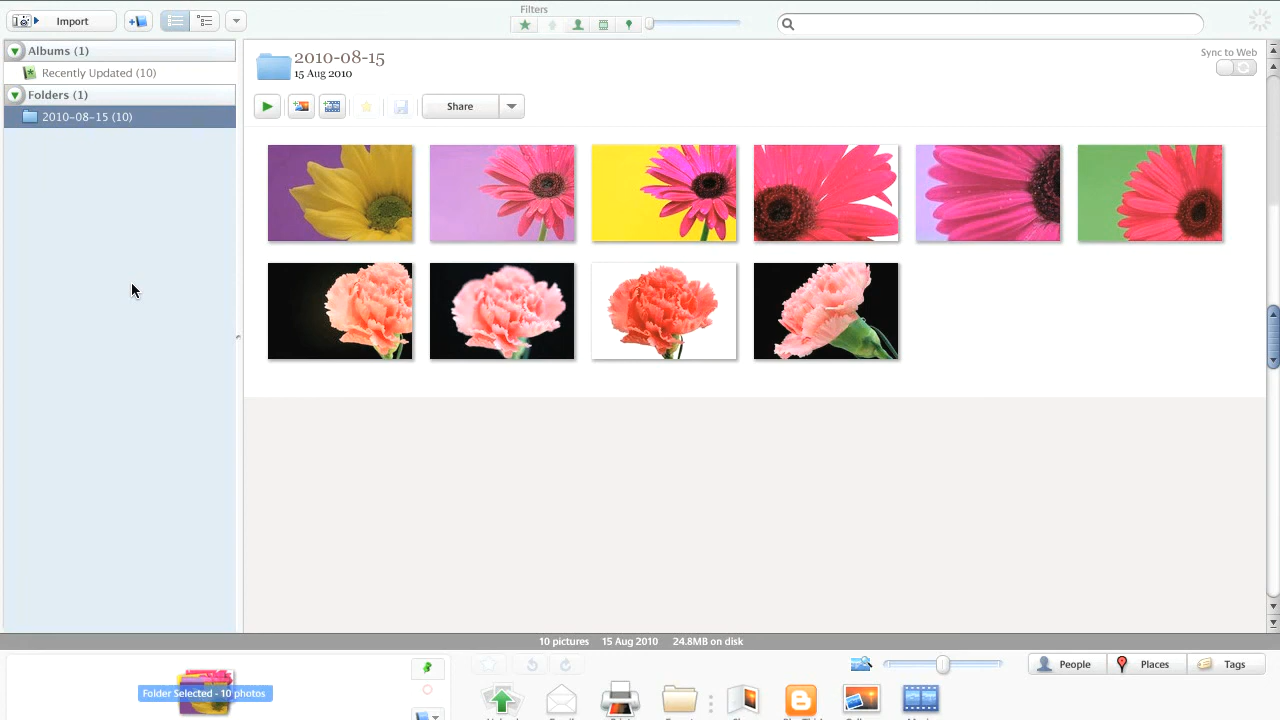 Import
Filters
Albums (1)
Recently Updated (10)
Folders (1)
2010-08-15 (10)
2010-08-15
15 Aug 2010
Sync to Web
Share
10 pictures 15 Aug 2010 24.8MB on disk
Folder Selected - 10 photos
People
Places
Tags